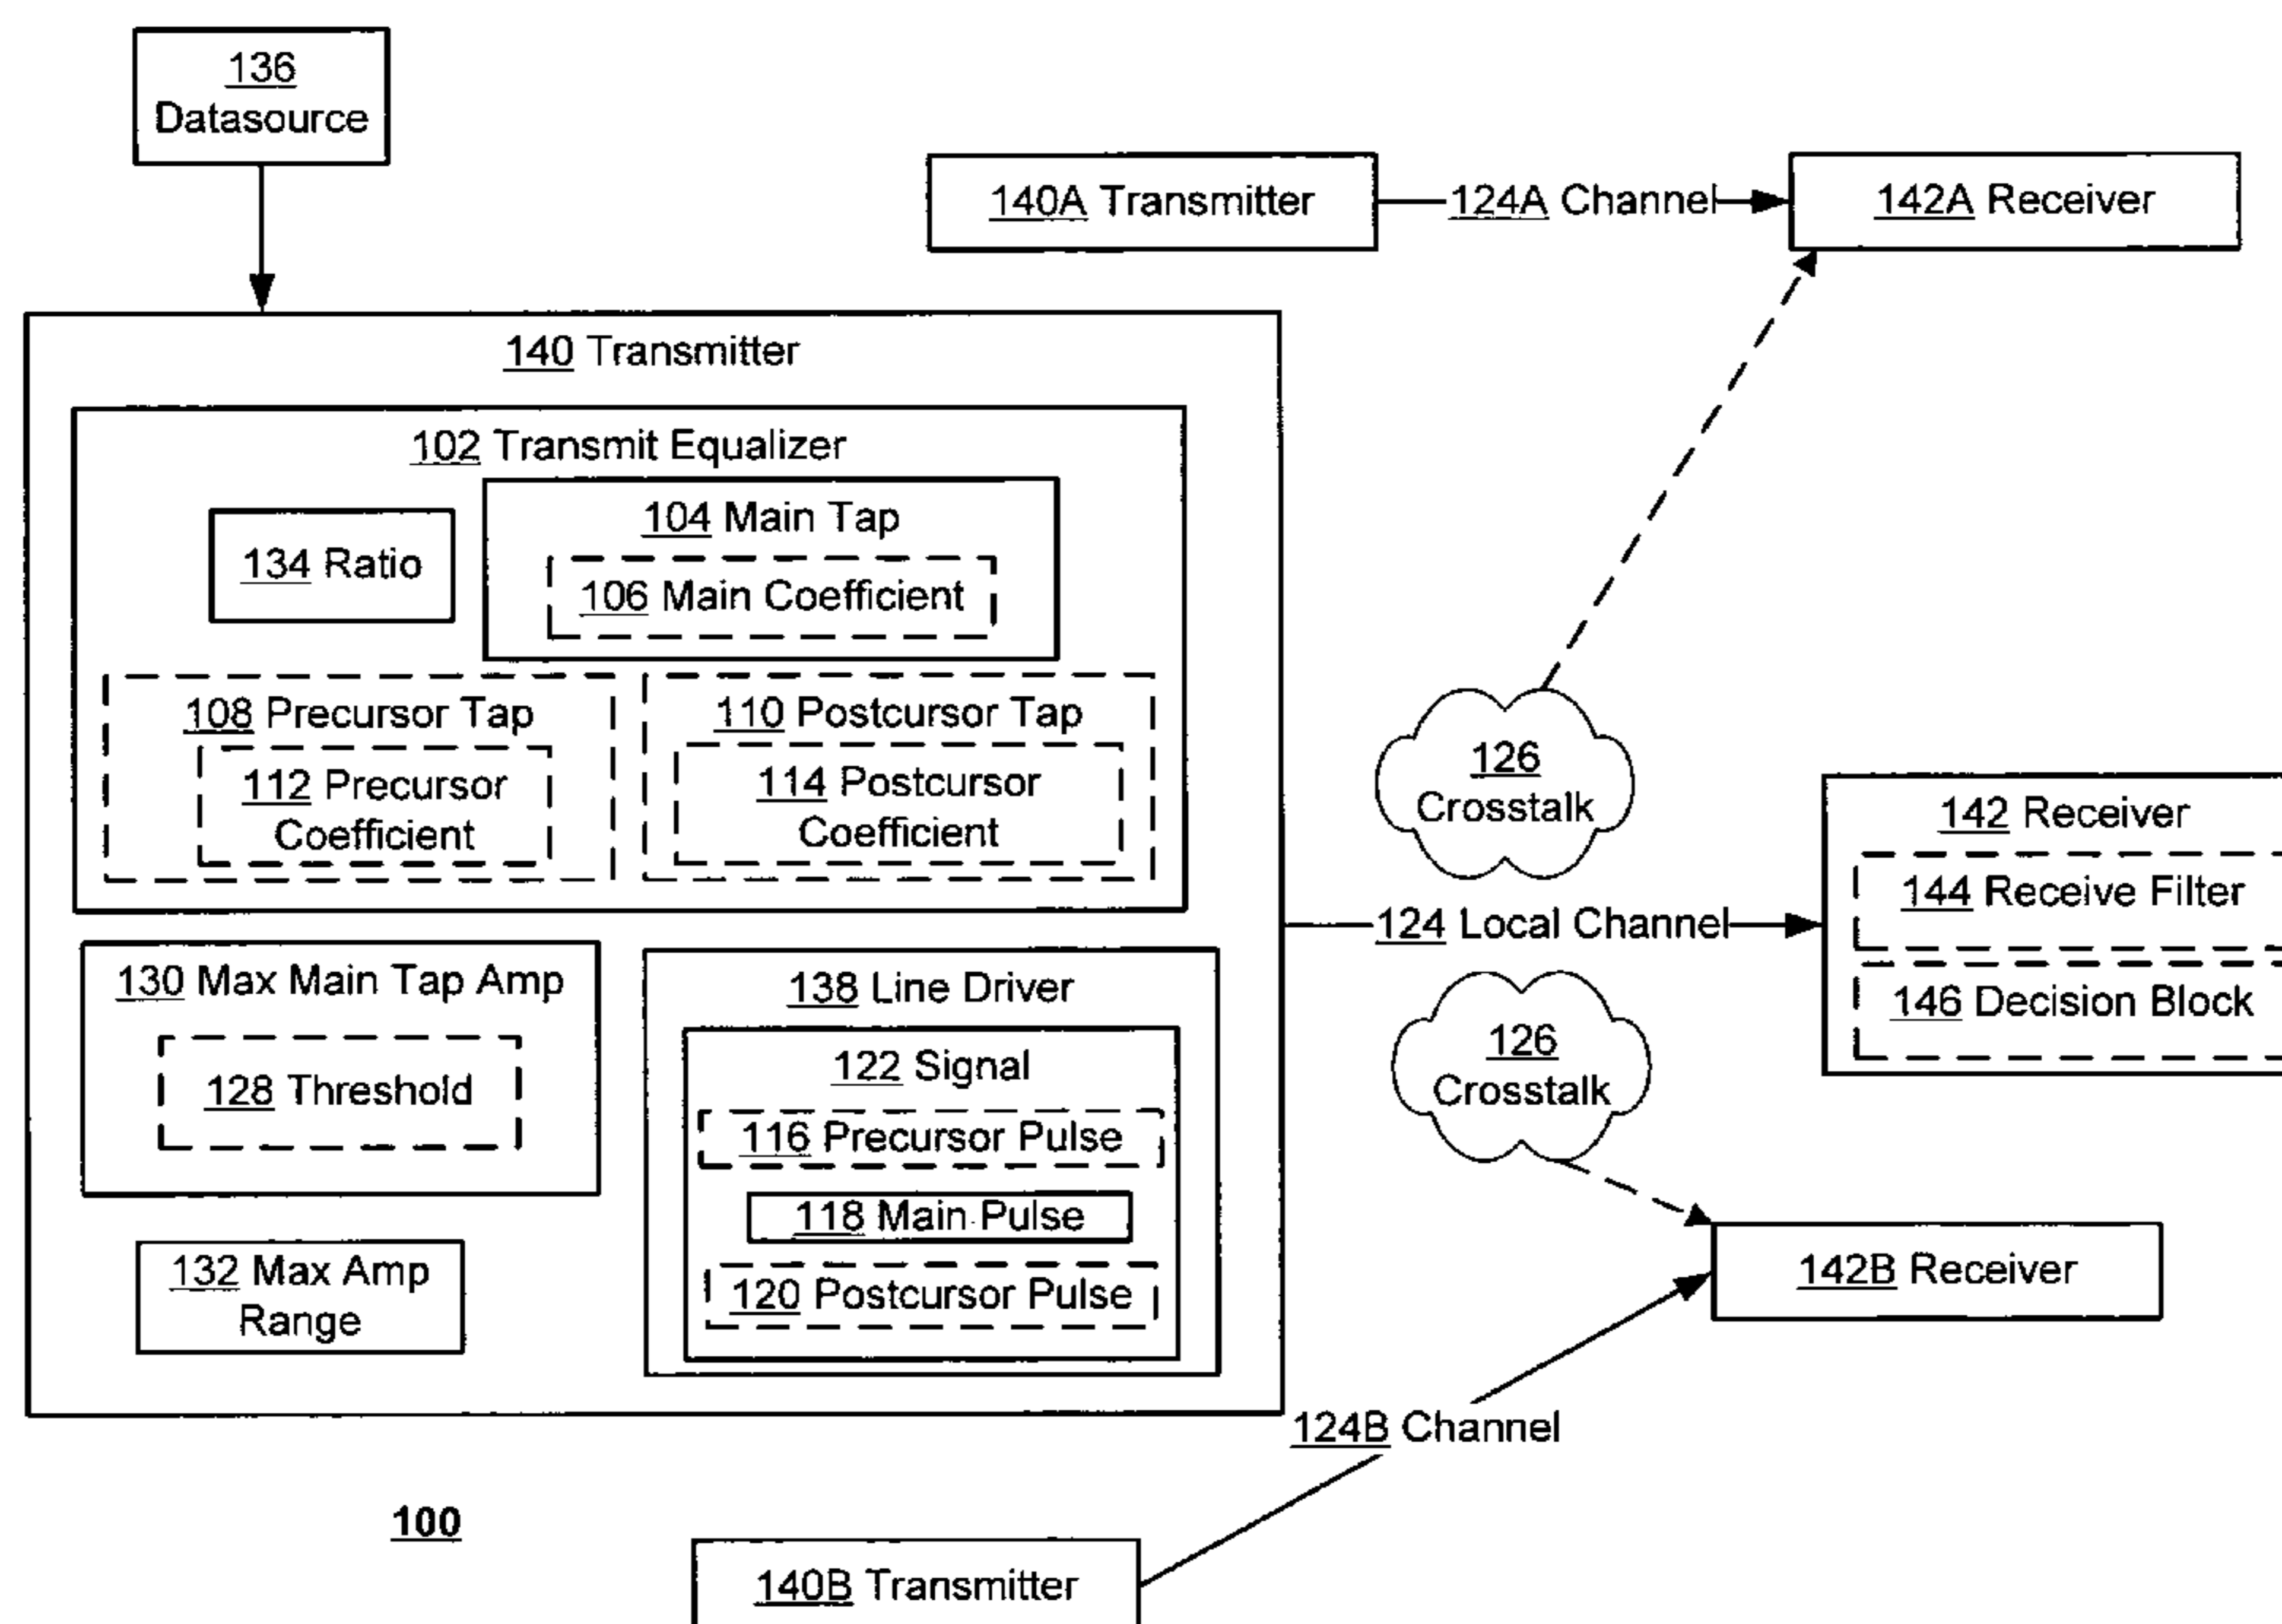 136
Datasource
140A Transmitter
124A Channel
142A Receiver
140 Transmitter
102 Transmit Equalizer
104 Main Tap
134 Ratio
106 Main Coefficient
108 Precursor Tap
110 Postcursor Tap
112 Precursor
Coefficient
114 Postcursor
Coefficient
126
Crosstalk
142 Receiver
144 Receive Filter
146 Decision Block
124 Local Channel
130 Max Main Tap Amp
128 Threshold
138 Line Driver
122 Signal
116 Precursor Pulse
118 Main Pulse
120 Postcursor Pulse
126
Crosstalk
132 Max Amp
Range
142B Receiver
124B Channel
100
140B Transmitter